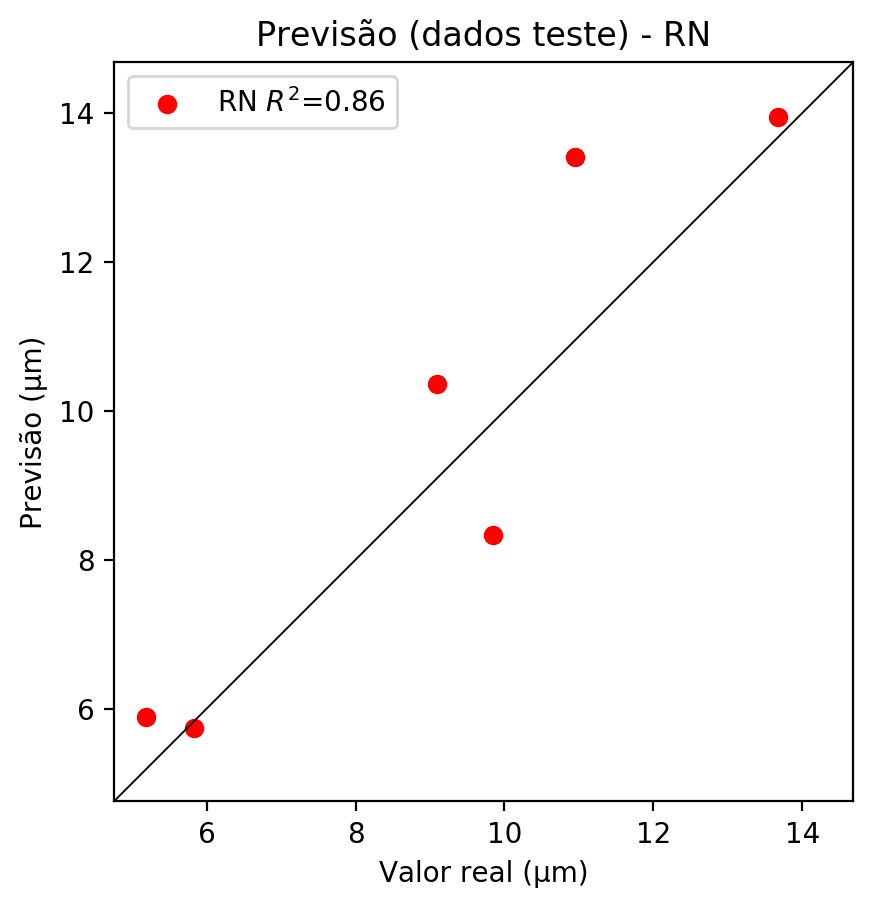 Previsão (dados teste) - RN
RN R²=0.86
14
12
10
8
6
Previsão (μm)
6 8 10 12 14
Valor real (μm)